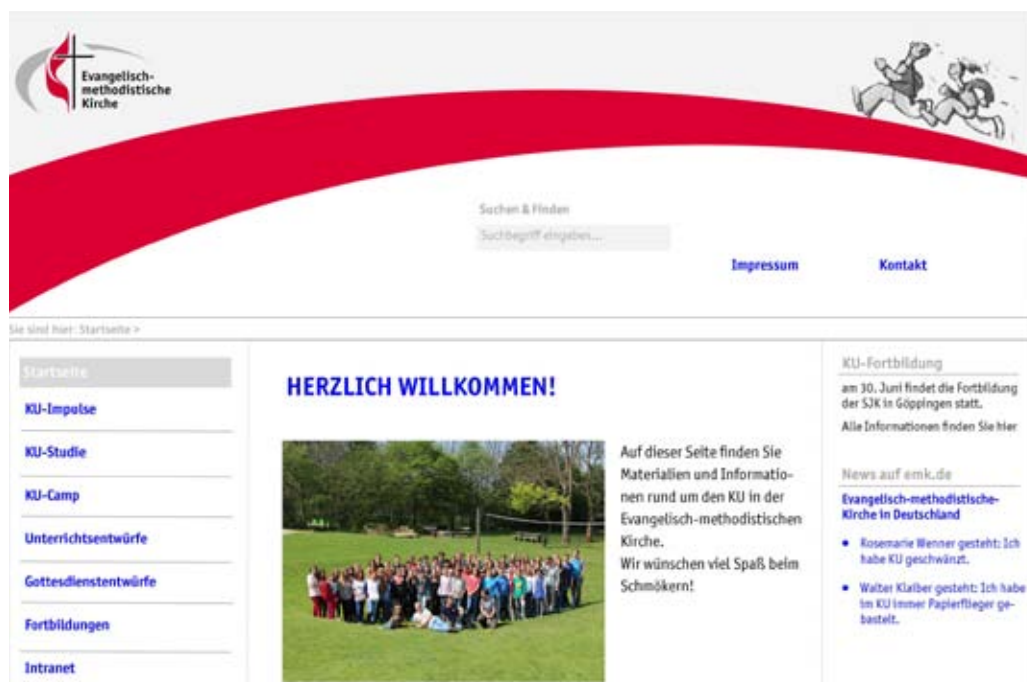 Evangelisch-
methodistische
Kirche
Suchen & Finden
Suchbegriff eingeben...
Impressum
Kontakt
Sie sind hier: Startseite >
Startseite
KU-Impulse
KU-Studie
KU-Camp
Unterrichtsentwürfe
Gottesdienstentwürfe
Fortbildungen
Intranet
HERZLICH WILLKOMMEN!
Auf dieser Seite finden Sie
Materialien und Informatio-
nen rund um den KU in der
Evangelisch-methodistischen
Kirche.
Wir wünschen viel Spaß beim
Schmökern!
KU-Fortbildung
am 30. Juni findet die Fortbildung
der SJK in Göppingen statt.
Alle Informationen finden Sie hier
News auf emk.de
Evangelisch-methodistische-
Kirche in Deutschland
• Rosemarie Wenner gesteht: Ich
habe KU geschwänzt.
• Walter Klaiber gesteht: Ich habe
im KU immer Papierflieger ge-
bastelt.